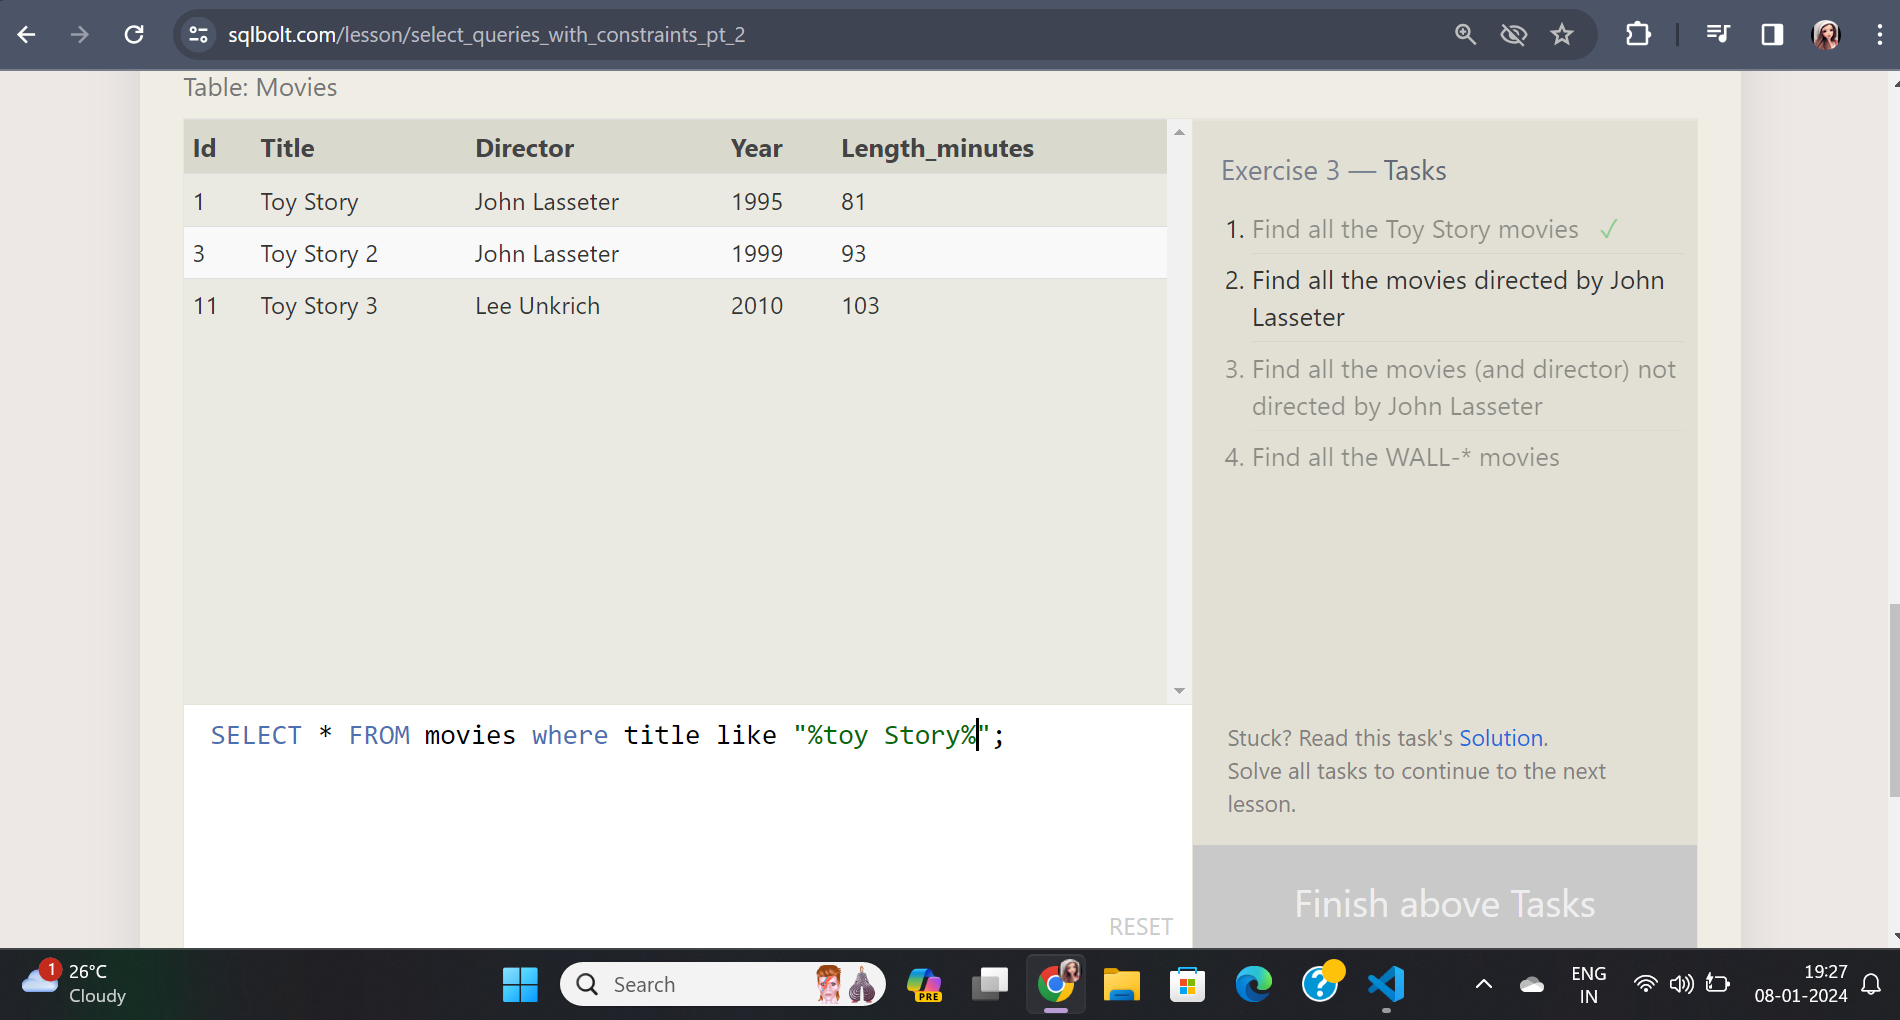 sqlbolt.com/lesson/select_queries_with_constraints_pt_2
Table: Movies
Id Title Director Year Length_minutes
1 Toy Story John Lasseter 1995 81
3 Toy Story 2 John Lasseter 1999 93
11 Toy Story 3 Lee Unkrich 2010 103
Exercise 3 — Tasks
1. Find all the Toy Story movies ✓
2. Find all the movies directed by John
Lasseter
3. Find all the movies (and director) not
directed by John Lasseter
4. Find all the WALL-* movies
SELECT * FROM movies where title like "%toy Story%";
RESET
Stuck? Read this task's Solution.
Solve all tasks to continue to the next
lesson.
Finish above Tasks
1
26°C
Cloudy
Search
PRE
ENG
IN
19:27
08-01-2024